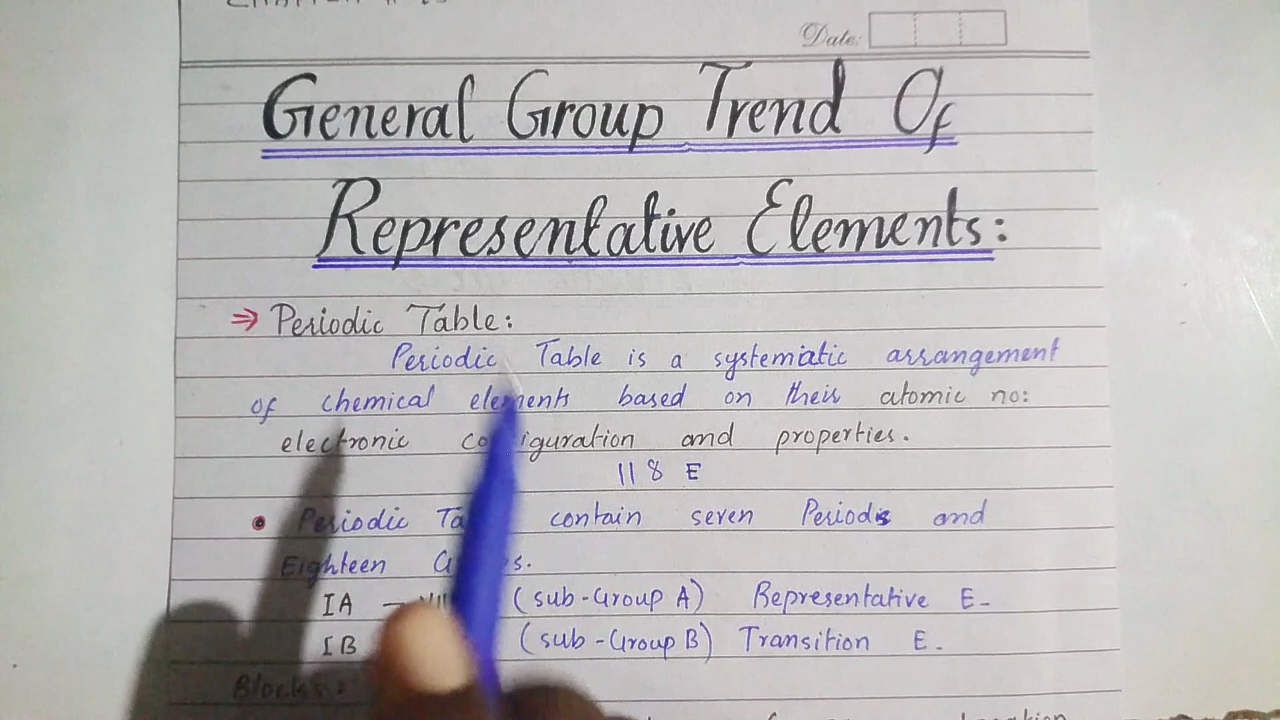 Date:
General Group Trend Of
Representative Elements:
⇒ Periodic Table:
Periodic Table is a systematic arrangement
of chemical elements based on their atomic no:
electronic configuration and properties.
118 E
• Periodic contain seven Periods and
Eighteen
IA — (sub-Group A) Representative E-
IB (sub-Group B) Transition E-
Blocks: